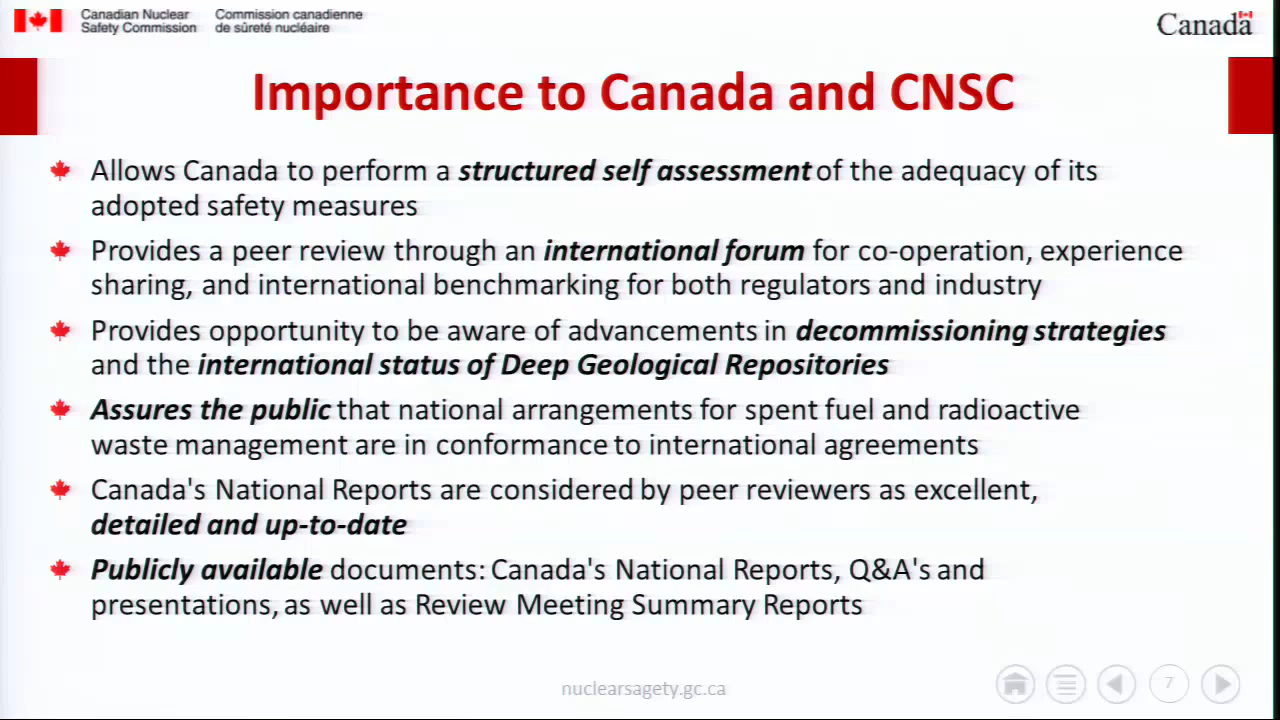 Canadian Nuclear Safety Commission
Commission canadienne de sûreté nucléaire
Canada
Importance to Canada and CNSC
Allows Canada to perform a structured self assessment of the adequacy of its
adopted safety measures
Provides a peer review through an international forum for co-operation, experience
sharing, and international benchmarking for both regulators and industry
Provides opportunity to be aware of advancements in decommissioning strategies
and the international status of Deep Geological Repositories
Assures the public that national arrangements for spent fuel and radioactive
waste management are in conformance to international agreements
Canada's National Reports are considered by peer reviewers as excellent,
detailed and up-to-date
Publicly available documents: Canada's National Reports, Q&A's and
presentations, as well as Review Meeting Summary Reports
nuclearsagety.gc.ca
7